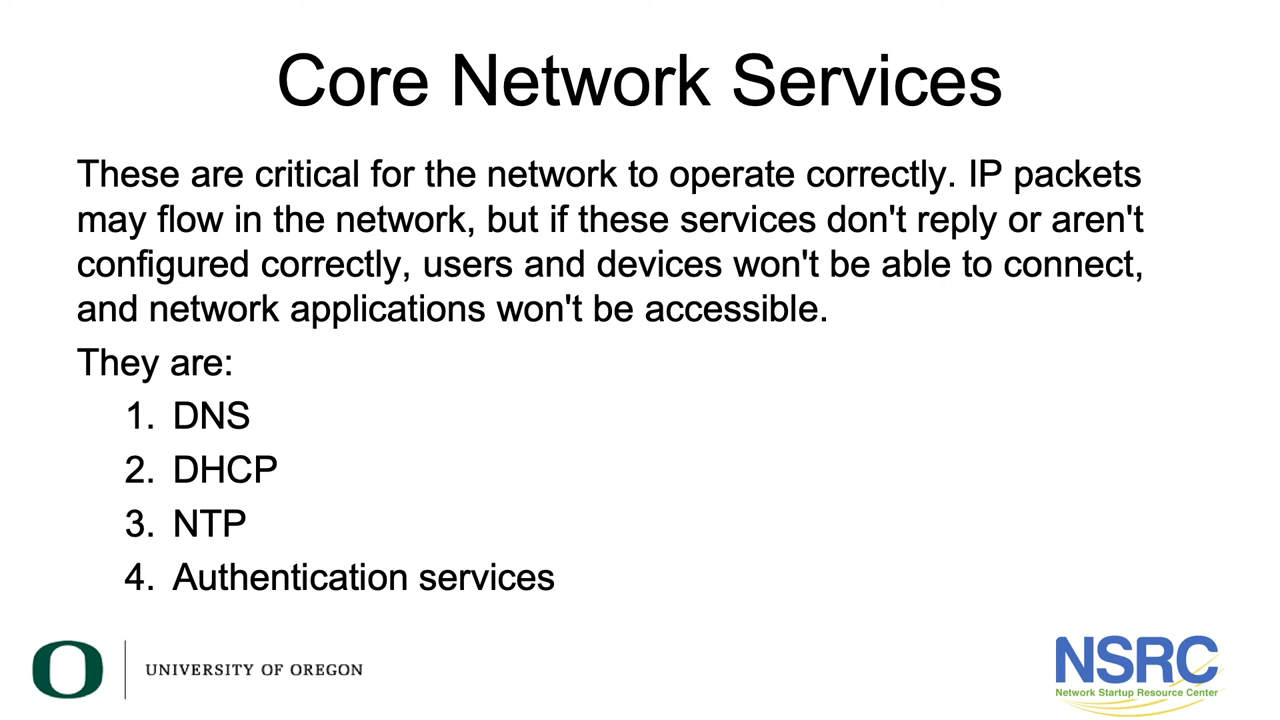 Core Network Services
These are critical for the network to operate correctly. IP packets
may flow in the network, but if these services don't reply or aren't
configured correctly, users and devices won't be able to connect,
and network applications won't be accessible.
They are:
1. DNS
2. DHCP
3. NTP
4. Authentication services
O
UNIVERSITY OF OREGON
NSRC
Network Startup Resource Center